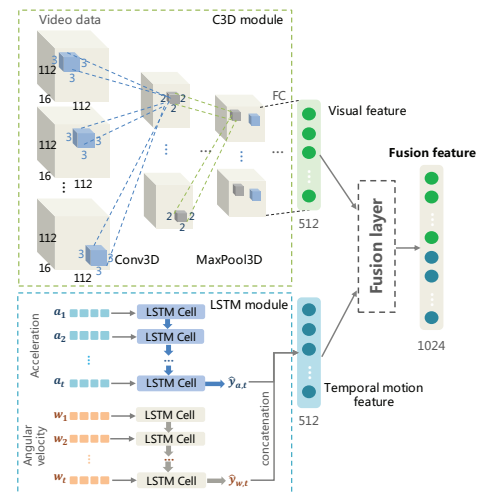 Video data
C3D module
112
16
112
3
3
3
112
16
112
3
3
3
112
16
112
3
3
3
2
2
2
2
2
2
Conv3D
MaxPool3D
FC
Visual feature
512
Fusion feature
Fusion layer
1024
LSTM module
Acceleration
a1
LSTM Cell
a2
LSTM Cell
...
at
LSTM Cell
ŷa,t
Angular
velocity
w1
LSTM Cell
w2
LSTM Cell
...
wt
LSTM Cell
ŷw,t
concatenation
512
Temporal motion
feature